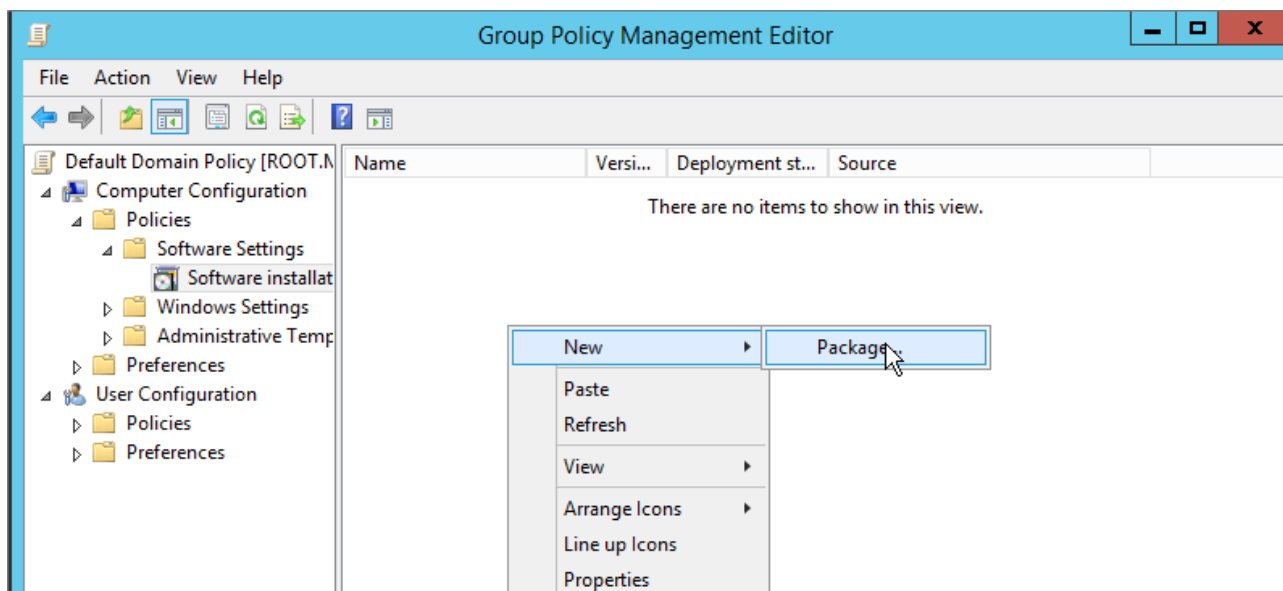 Group Policy Management Editor
File Action View Help
Default Domain Policy [ROOT.
Computer Configuration
Policies
Software Settings
Software installat
Windows Settings
Administrative Temp
Preferences
User Configuration
Policies
Preferences
Name Versi... Deployment st... Source
There are no items to show in this view.
New
Package...
Paste
Refresh
View
Arrange Icons
Line up Icons
Properties